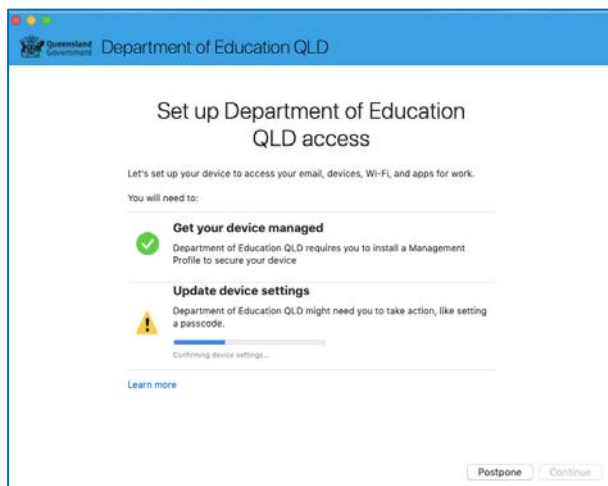 Queensland
Government
Department of Education QLD
Set up Department of Education
QLD access
Let's set up your device to access your email, devices, Wi-Fi, and apps for work.
You will need to:
Get your device managed
Department of Education QLD requires you to install a Management
Profile to secure your device
Update device settings
Department of Education QLD might need you to take action, like setting
a passcode.
Confirming device settings...
Learn more
Postpone
Continue